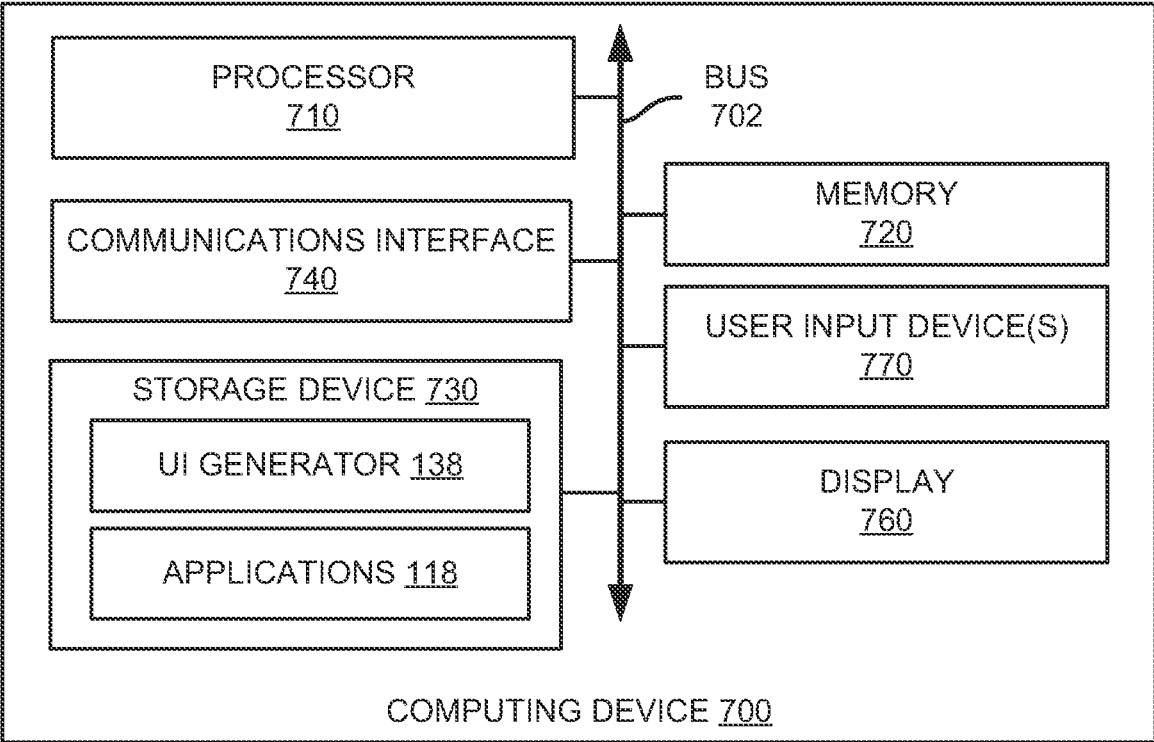 PROCESSOR
710
BUS
702
MEMORY
720
COMMUNICATIONS INTERFACE
740
USER INPUT DEVICE(S)
770
STORAGE DEVICE 730
UI GENERATOR 138
APPLICATIONS 118
DISPLAY
760
COMPUTING DEVICE 700